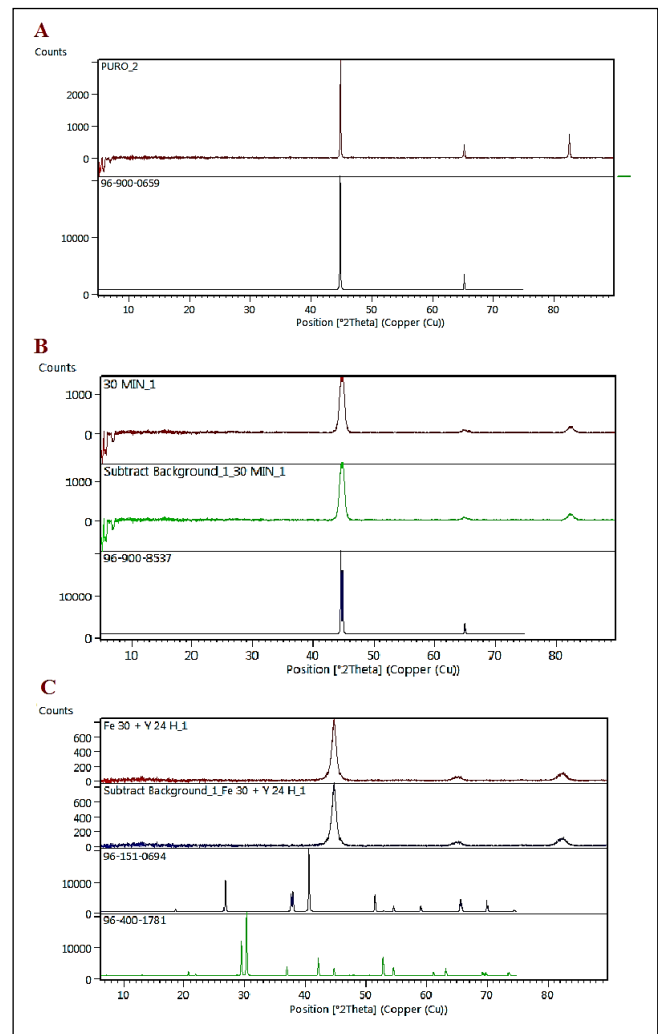 A
Counts
PURO_2
2000
1000
0
96-900-0659
10000
0
10 20 30 40 50 60 70 80
Position [°2Theta] (Copper (Cu))
B
Counts
30 MIN_1
1000
0
Subtract Background_1_30 MIN_1
1000
0
96-900-8537
10000
0
10 20 30 40 50 60 70 80
Position [°2Theta] (Copper (Cu))
C
Counts
Fe 30 + Y 24 H_1
600
400
200
0
Subtract Background_1_Fe 30 + Y 24 H_1
600
400
200
0
96-151-0694
10000
0
96-400-1781
10000
0
10 20 30 40 50 60 70 80
Position [°2Theta] (Copper (Cu))